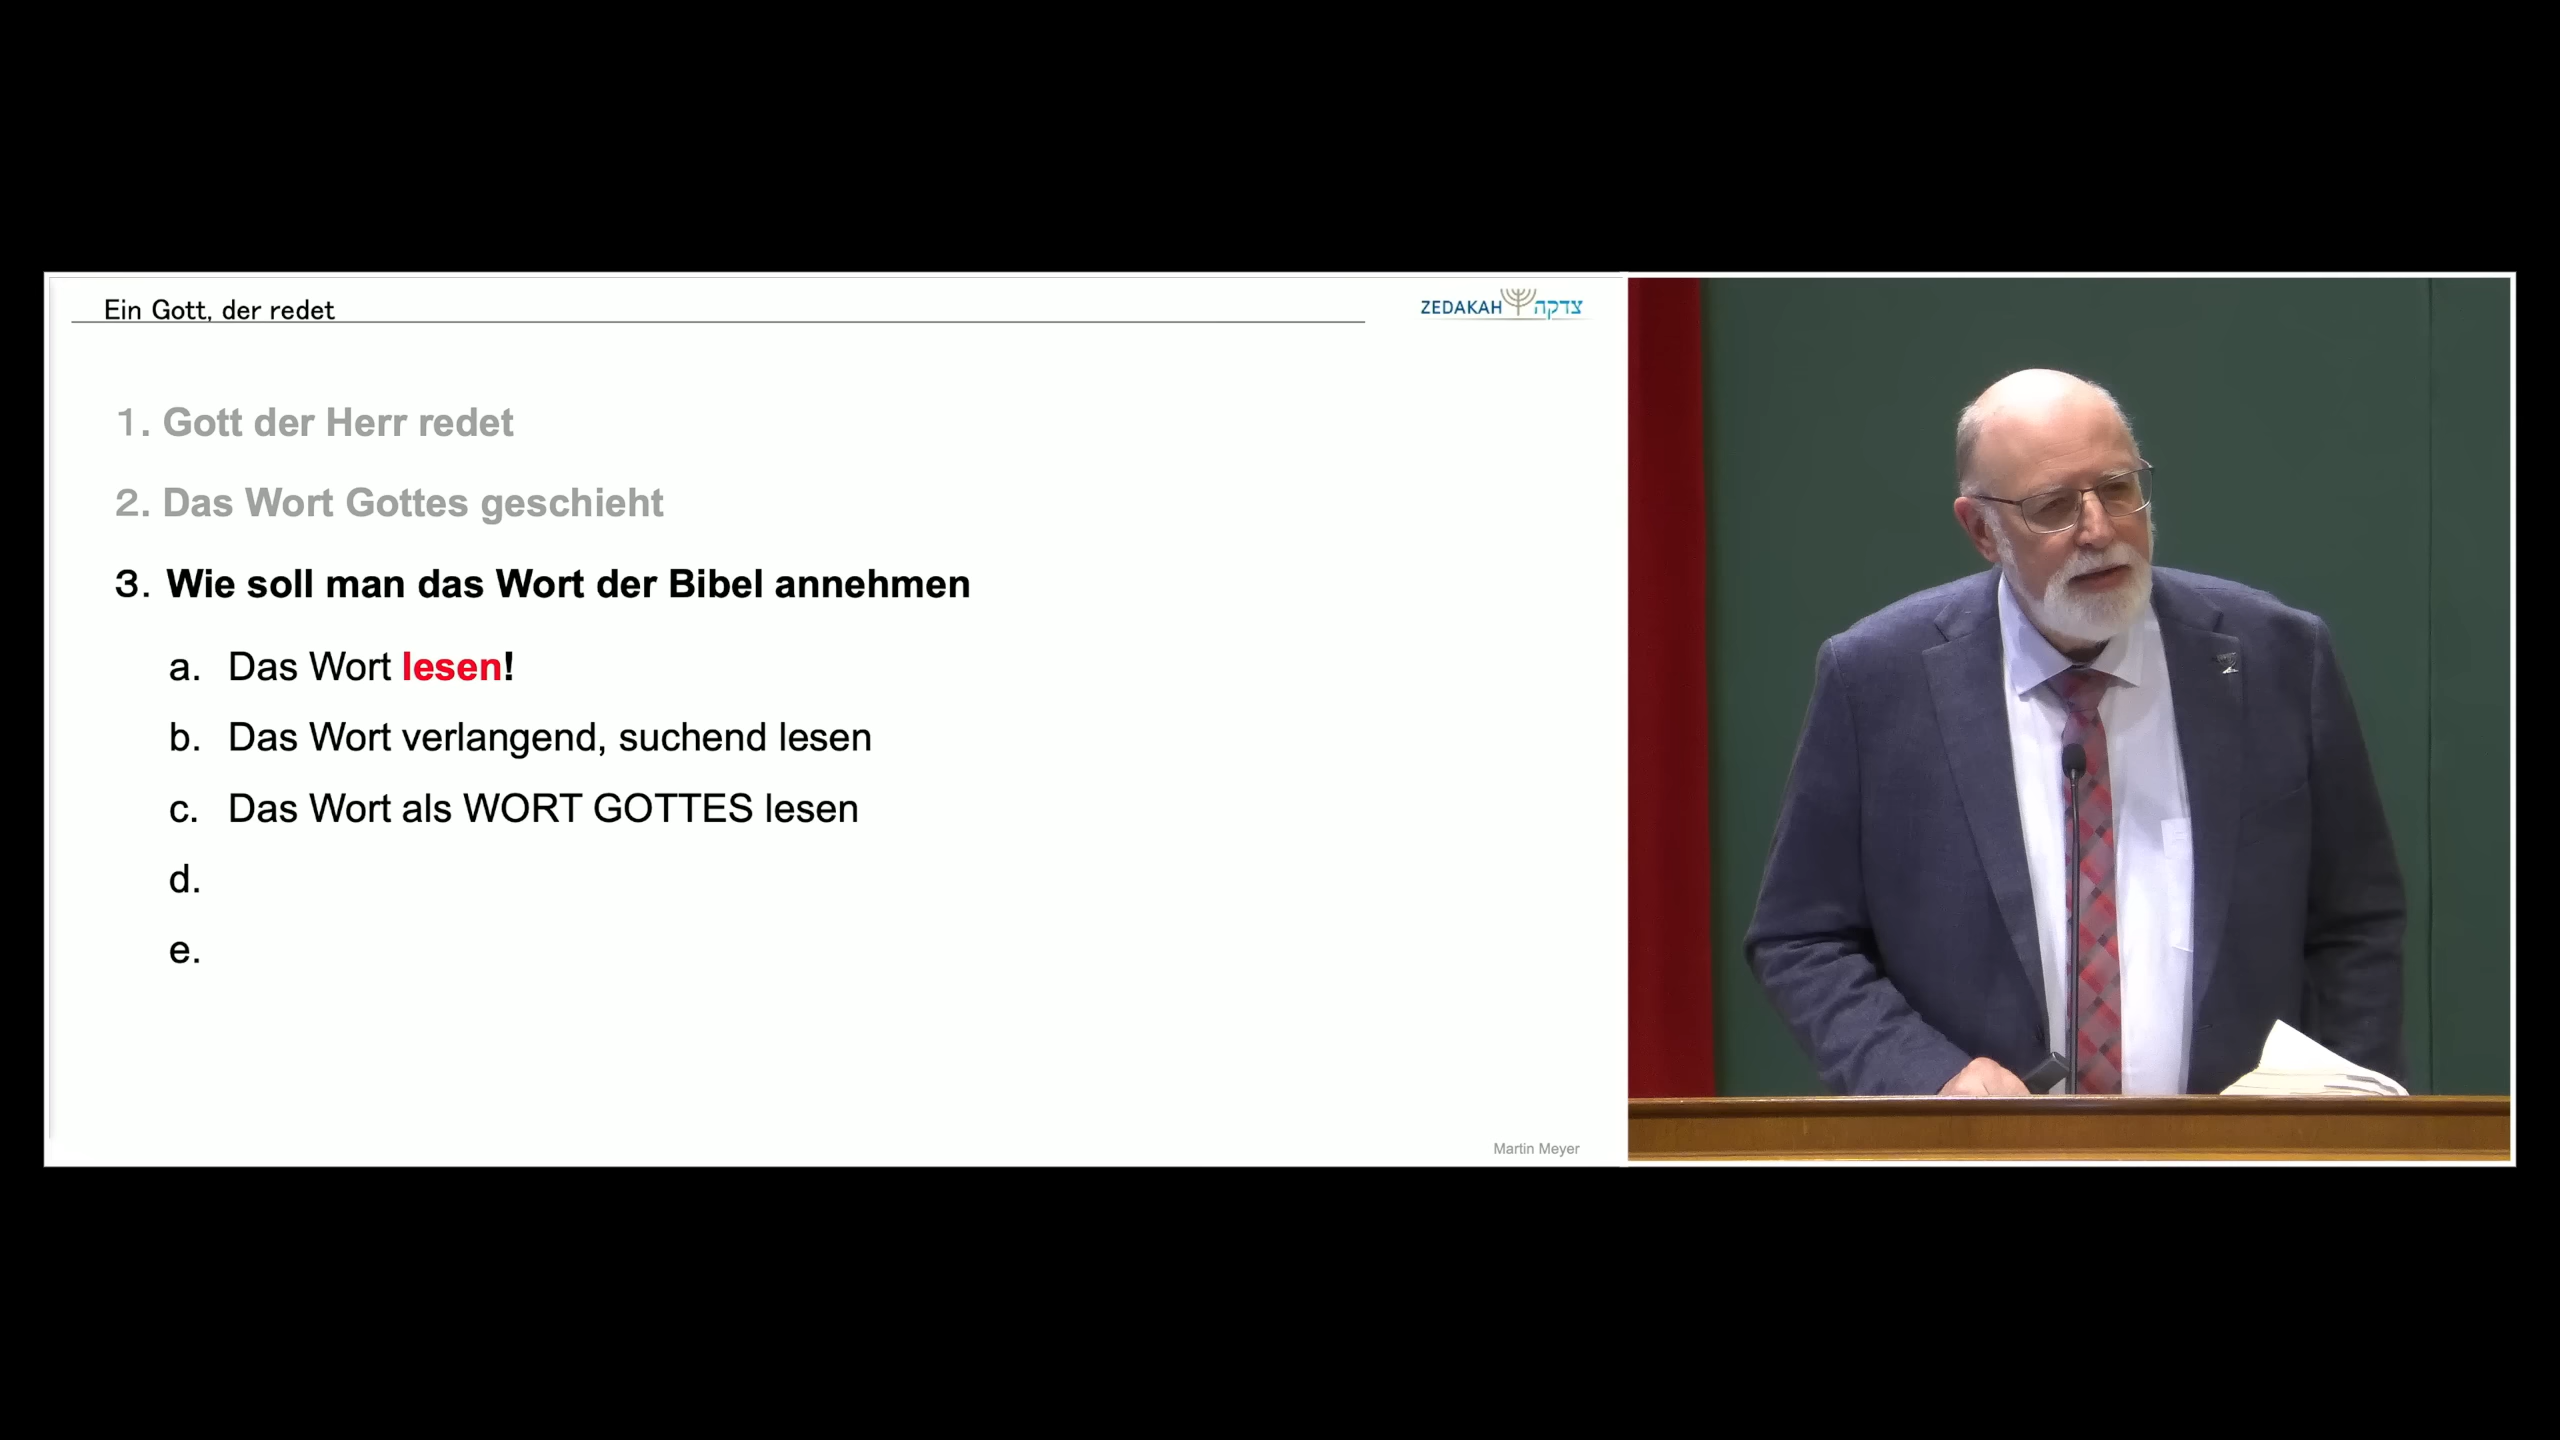 Ein Gott, der redet
ZEDAKAH צדקה
1. Gott der Herr redet
2. Das Wort Gottes geschieht
3. Wie soll man das Wort der Bibel annehmen
a. Das Wort lesen!
b. Das Wort verlangend, suchend lesen
c. Das Wort als WORT GOTTES lesen
d.
e.
Martin Meyer